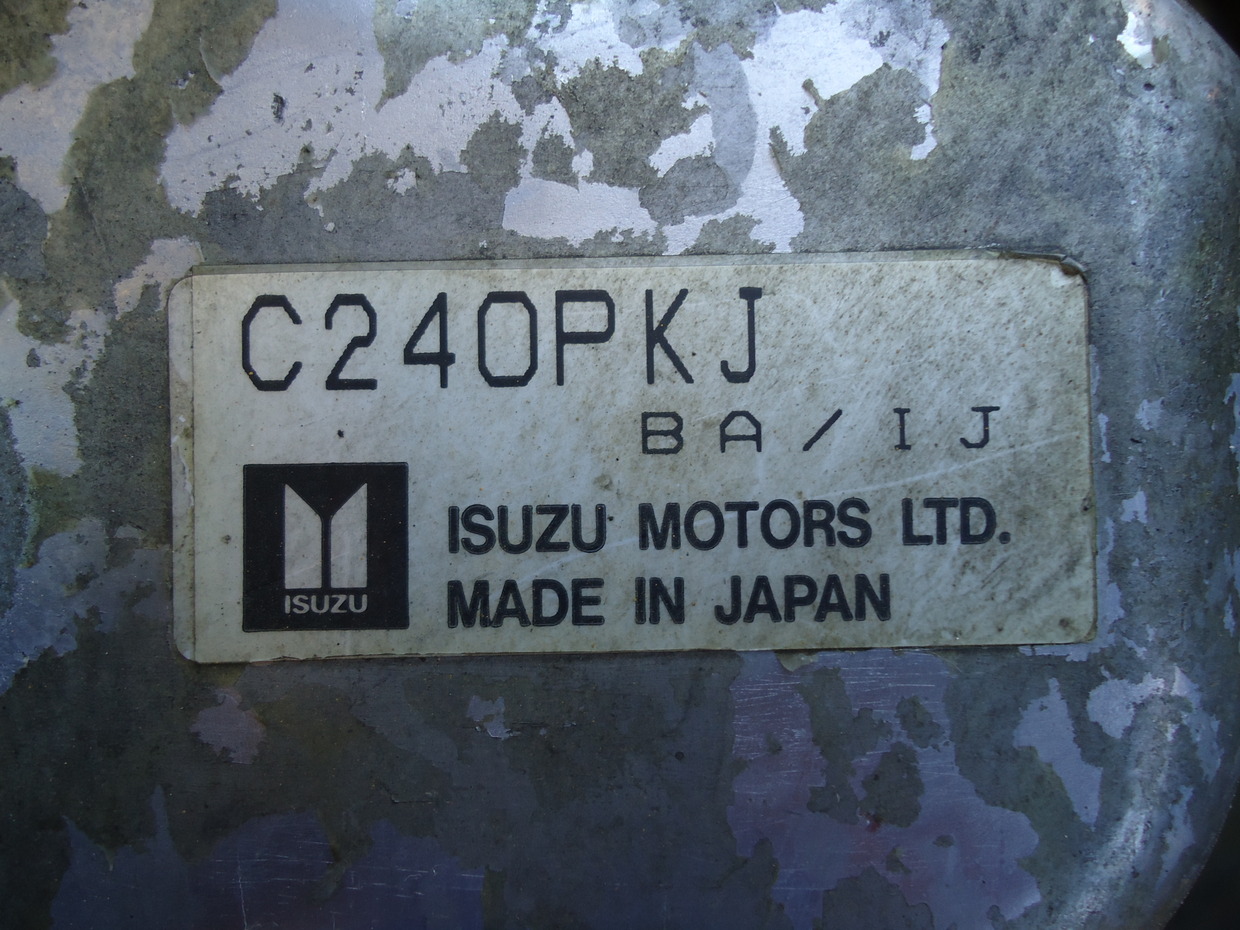 C240PKJ
BA/IJ
ISUZU MOTORS LTD.
MADE IN JAPAN
ISUZU